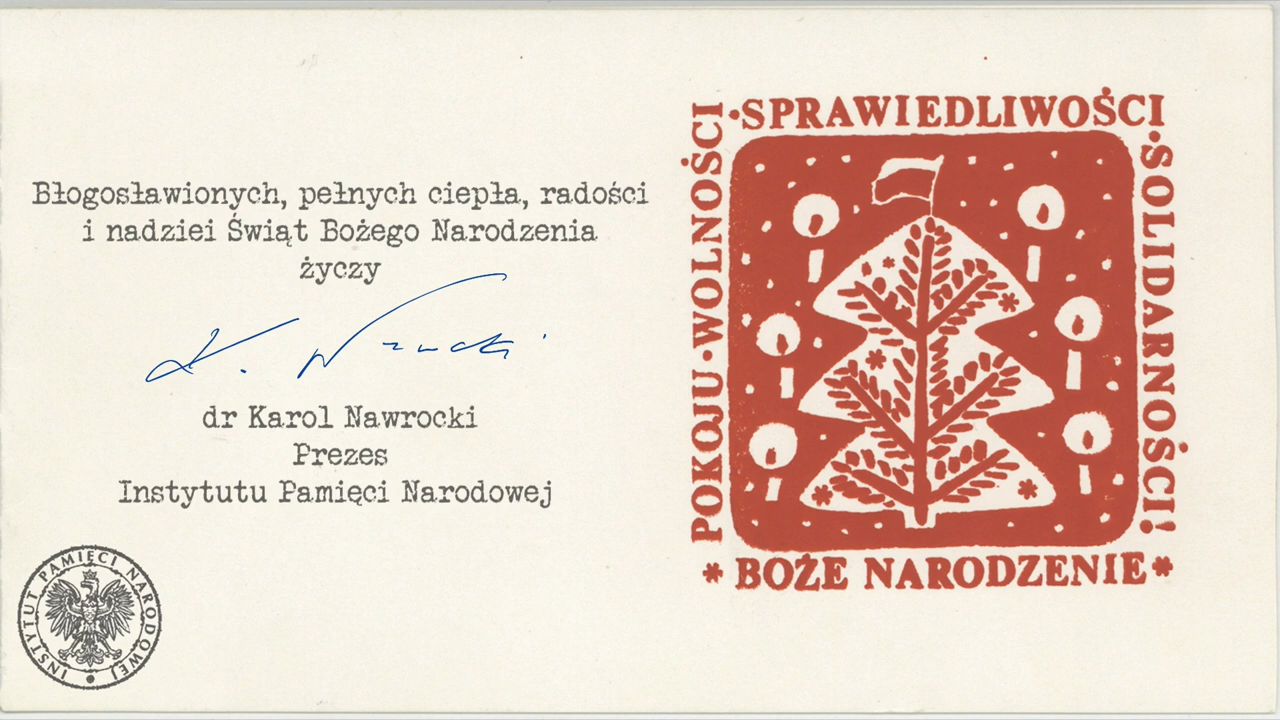 Błogosławionych, pełnych ciepła, radości
i nadziei Świąt Bożego Narodzenia
życzy
K. Nawrocki
dr Karol Nawrocki
Prezes
Instytutu Pamięci Narodowej
INSTYTUT PAMIĘCI NARODOWEJ
POKOJU · WOLNOŚCI
· SPRAWIEDLIWOŚCI
· SOLIDARNOŚCI!
* BOŻE NARODZENIE *